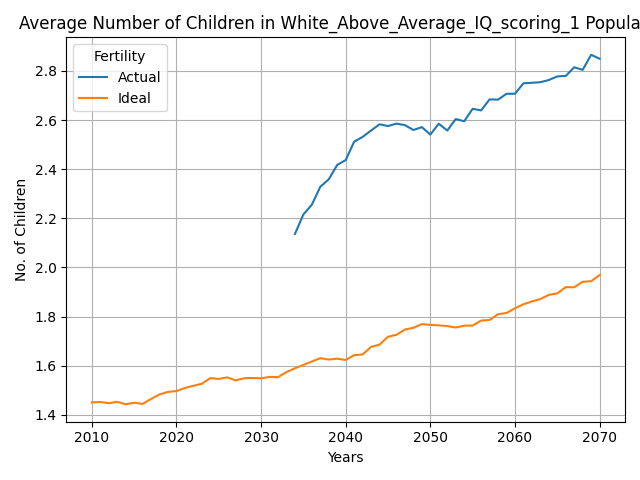 Average Number of Children in White_Above_Average_IQ_scoring_1 Popula
Fertility
Actual
Ideal
No. of Children
2.8
2.6
2.4
2.2
2.0
1.8
1.6
1.4
2010 2020 2030 2040 2050 2060 2070
Years